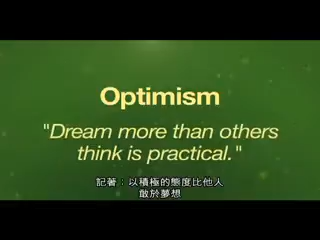 Optimism
"Dream more than others
think is practical."
記著：以積極的態度比他人
敢於夢想